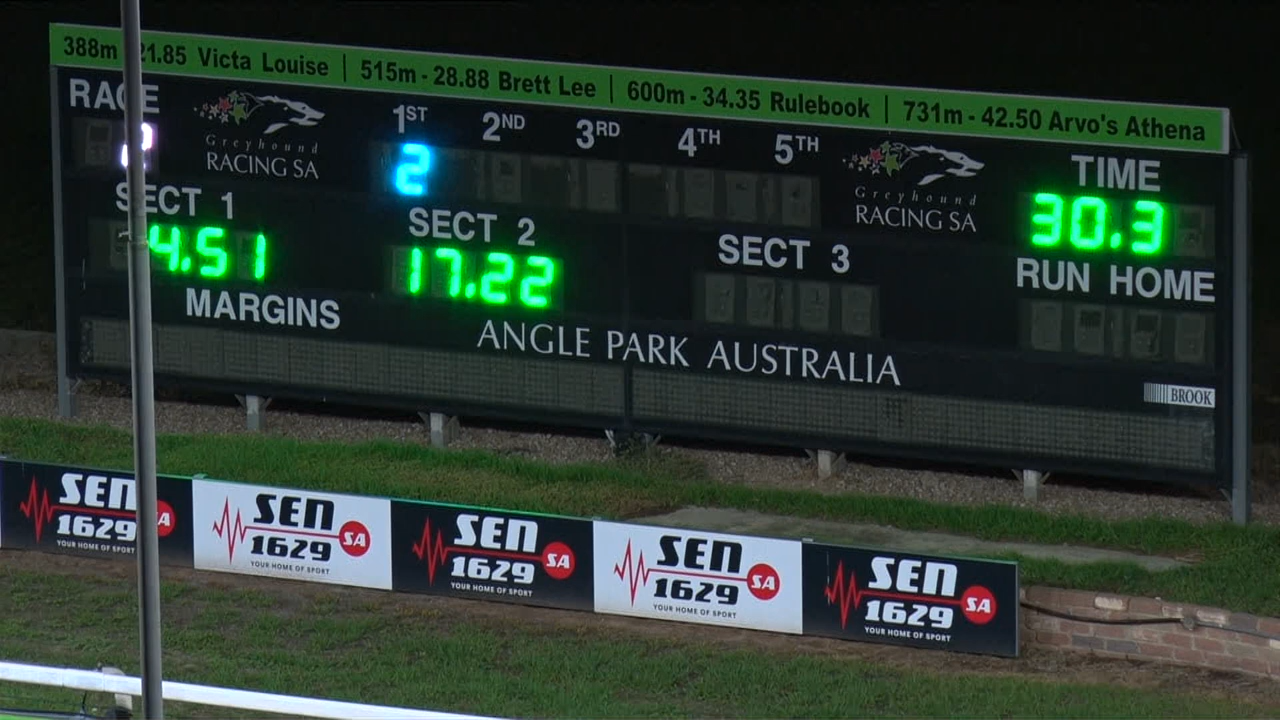 388m 21.85 Victa Louise | 515m - 28.88 Brett Lee | 600m - 34.35 Rulebook | 731m - 42.50 Arvo's Athena
RACE
Greyhound
RACING SA
1ST 2ND 3RD 4TH 5TH
2
Greyhound
RACING SA
TIME
30.3
SECT 1
4.51
SECT 2
17.22
SECT 3
RUN HOME
MARGINS
ANGLE PARK AUSTRALIA
BROOK
SEN
1629 SA
YOUR HOME OF SPORT
SEN
1629 SA
YOUR HOME OF SPORT
SEN
1629 SA
YOUR HOME OF SPORT
SEN
1629 SA
YOUR HOME OF SPORT
SEN
1629 SA
YOUR HOME OF SPORT